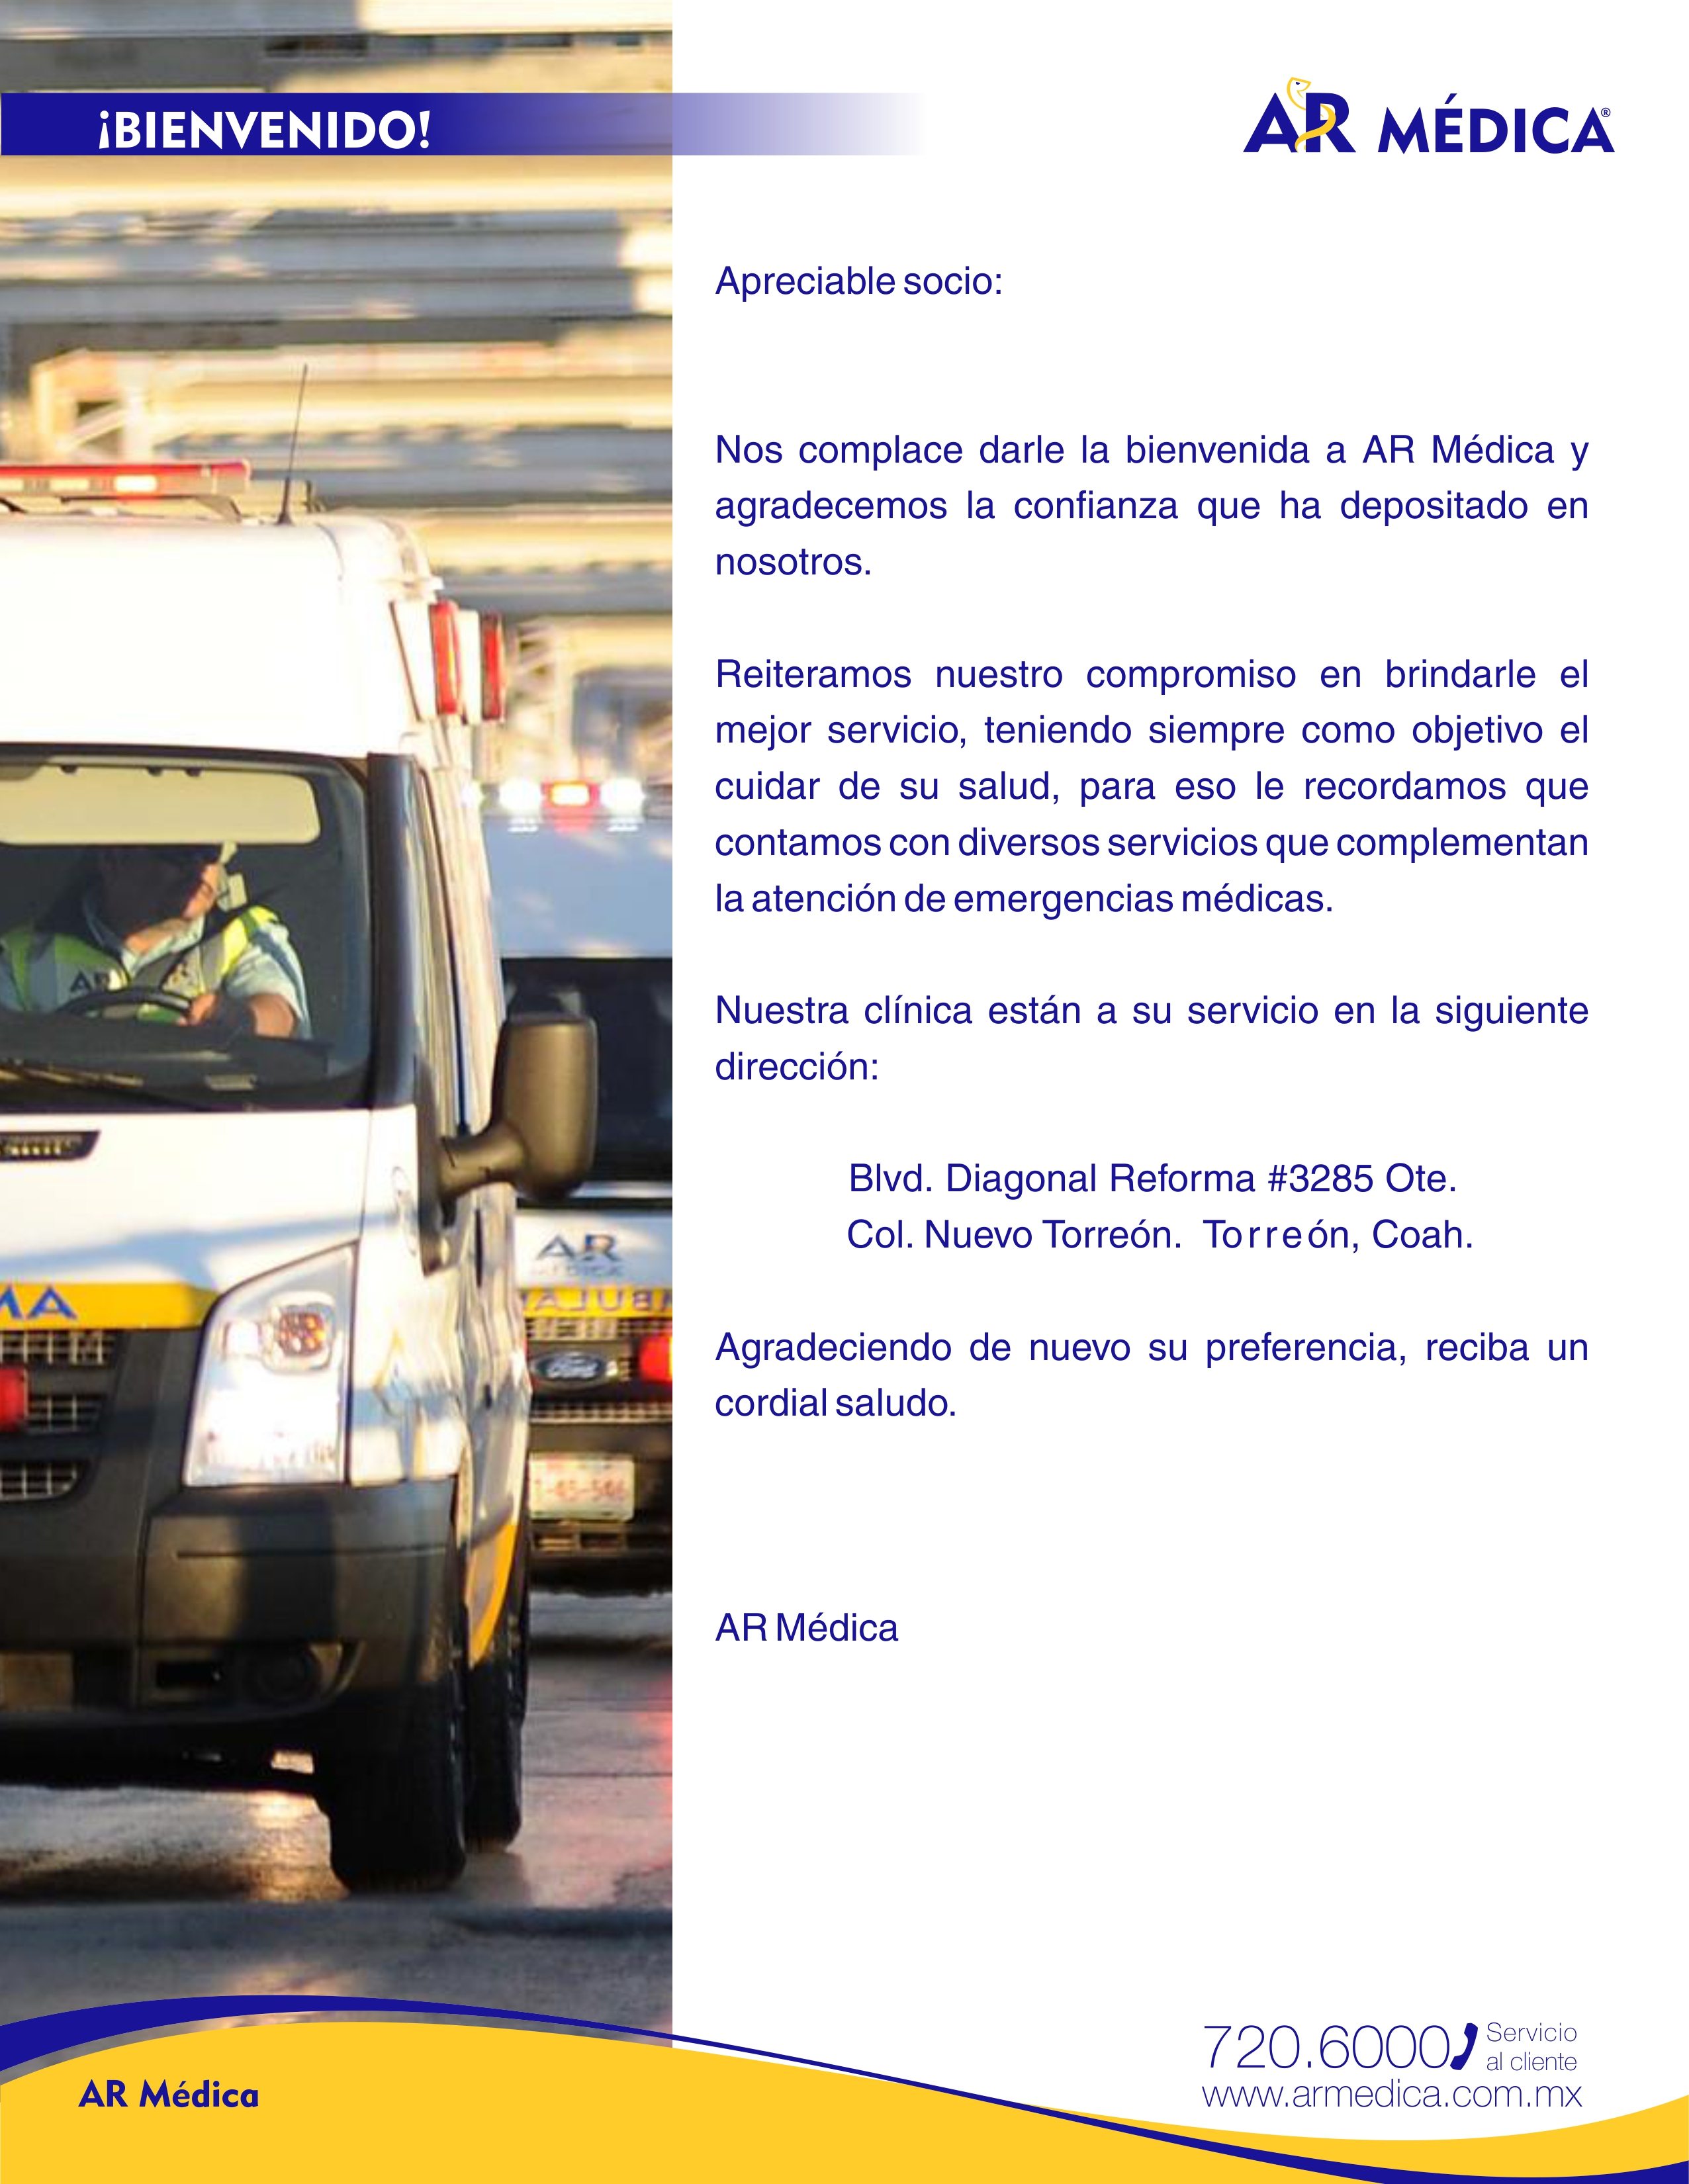 ¡BIENVENIDO!
AR MÉDICA®
Apreciable socio:
Nos complace darle la bienvenida a AR Médica y
agradecemos la confianza que ha depositado en
nosotros.
Reiteramos nuestro compromiso en brindarle el
mejor servicio, teniendo siempre como objetivo el
cuidar de su salud, para eso le recordamos que
contamos con diversos servicios que complementan
la atención de emergencias médicas.
Nuestra clínica están a su servicio en la siguiente
dirección:
Blvd. Diagonal Reforma #3285 Ote.
Col. Nuevo Torreón. Torreón, Coah.
Agradeciendo de nuevo su preferencia, reciba un
cordial saludo.
AR Médica
AR
MÉDICA
Ford
720.6000 Servicio
al cliente
www.armedica.com.mx
AR Médica